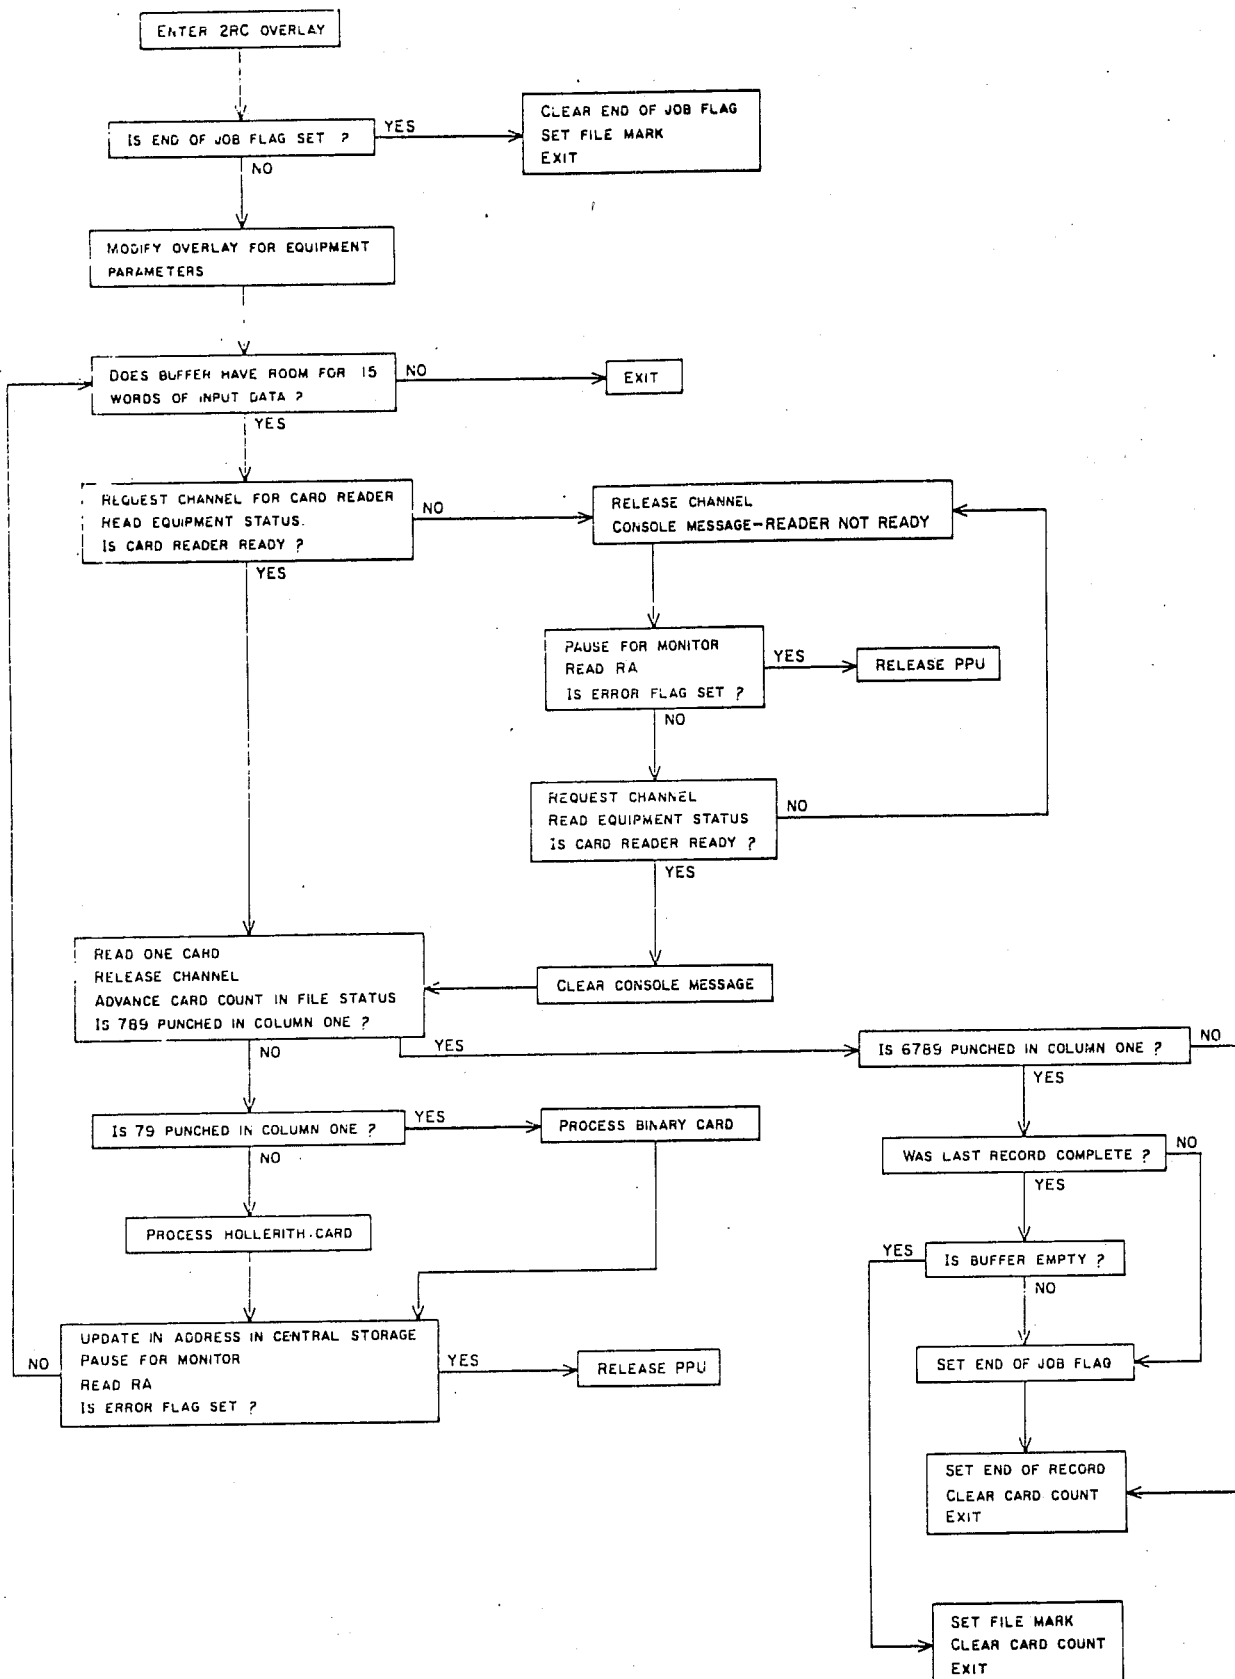 ENTER 2RC OVERLAY
IS END OF JOB FLAG SET ?
YES
CLEAR END OF JOB FLAG
SET FILE MARK
EXIT
NO
MODIFY OVERLAY FOR EQUIPMENT
PARAMETERS
DOES BUFFER HAVE ROOM FOR 15
WORDS OF INPUT DATA ?
NO
EXIT
YES
REQUEST CHANNEL FOR CARD READER
READ EQUIPMENT STATUS.
IS CARD READER READY ?
NO
RELEASE CHANNEL
CONSOLE MESSAGE-READER NOT READY
YES
PAUSE FOR MONITOR
READ RA
IS ERROR FLAG SET ?
YES
RELEASE PPU
NO
REQUEST CHANNEL
READ EQUIPMENT STATUS
IS CARD READER READY ?
NO
YES
CLEAR CONSOLE MESSAGE
READ ONE CARD
RELEASE CHANNEL
ADVANCE CARD COUNT IN FILE STATUS
IS 789 PUNCHED IN COLUMN ONE ?
NO
YES
IS 6789 PUNCHED IN COLUMN ONE ?
NO
YES
IS 79 PUNCHED IN COLUMN ONE ?
YES
PROCESS BINARY CARD
NO
WAS LAST RECORD COMPLETE ?
NO
YES
PROCESS HOLLERITH CARD
YES
IS BUFFER EMPTY ?
NO
UPDATE IN ADDRESS IN CENTRAL STORAGE
PAUSE FOR MONITOR
READ RA
IS ERROR FLAG SET ?
NO
YES
RELEASE PPU
SET END OF JOB FLAG
SET END OF RECORD
CLEAR CARD COUNT
EXIT
SET FILE MARK
CLEAR CARD COUNT
EXIT